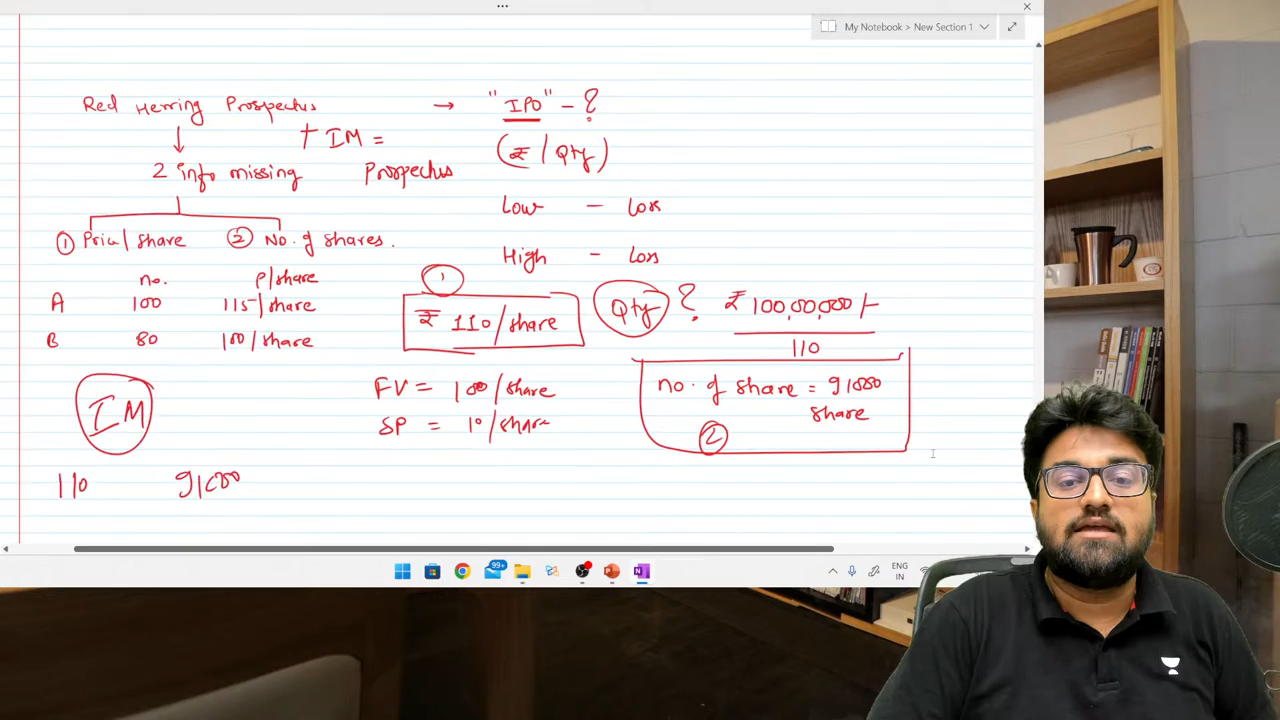 My Notebook > New Section 1
Red Herring Prospectus → "IPO" - ?
+ IM =
(₹ / Qty)
2 info missing Prospectus
Low - Loss
① Price/share ② No. of shares.
High - Loss
no. P/share
1
A 100 115/share
₹ 110/share
Qty ? ₹ 100,00,000/-
B 80 100/share
110
IM
FV = 100/share
no. of share = 91000
share
SP = 10/share
②
110 91000
99+
ENG
IN